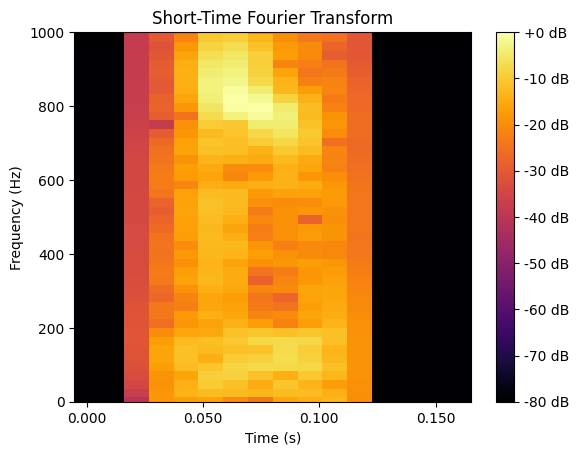 Short-Time Fourier Transform
1000
800
600
400
200
0
Frequency (Hz)
0.000
0.050
0.100
0.150
Time (s)
+0 dB
-10 dB
-20 dB
-30 dB
-40 dB
-50 dB
-60 dB
-70 dB
-80 dB